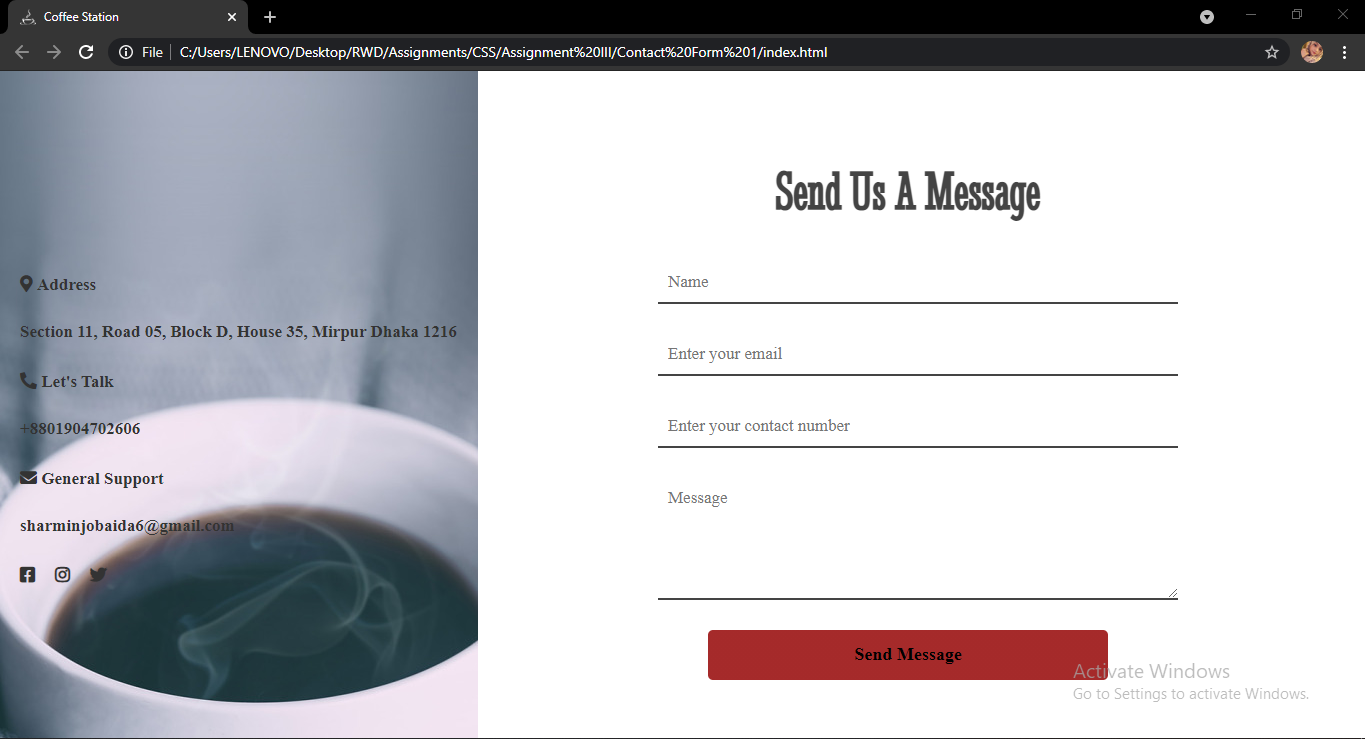 Coffee Station
File
C:/Users/LENOVO/Desktop/RWD/Assignments/CSS/Assignment%20III/Contact%20Form%201/index.html
Address
Section 11, Road 05, Block D, House 35, Mirpur Dhaka 1216
Let's Talk
+8801904702606
General Support
sharminjobaida6@gmail.com
Send Us A Message
Name
Enter your email
Enter your contact number
Message
Send Message
Activate Windows
Go to Settings to activate Windows.